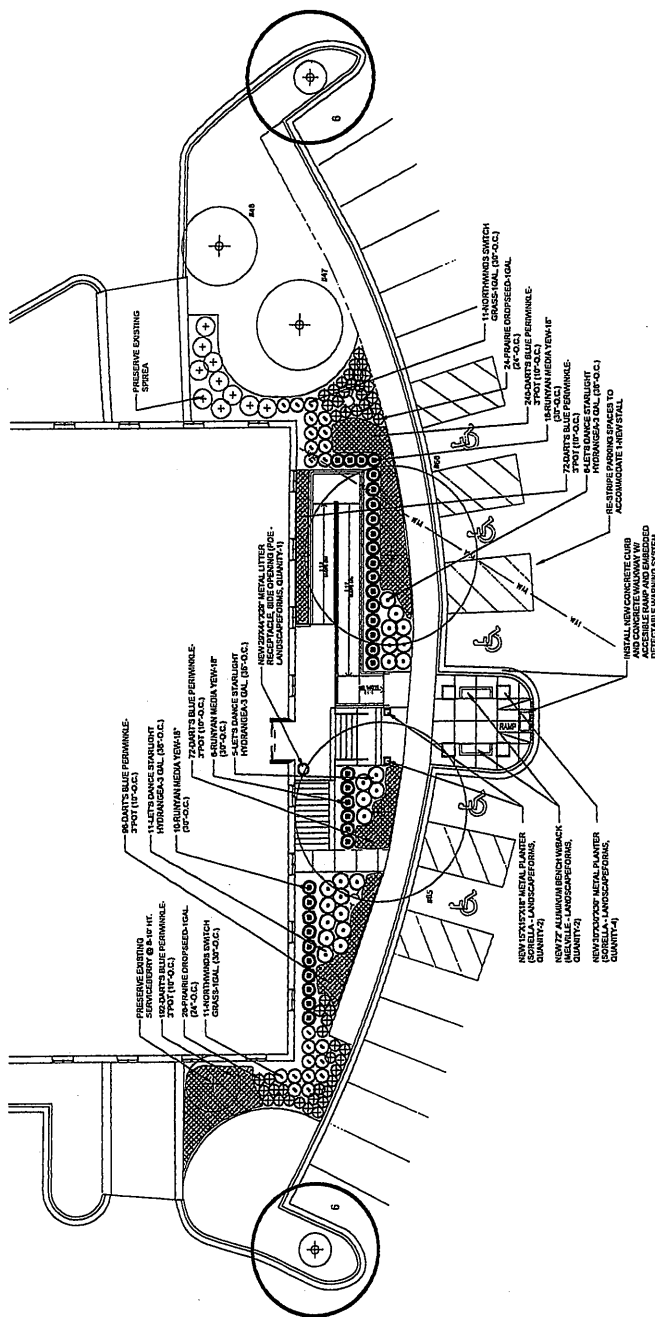 PRESERVE EXISTING
SERVICEBERRY @ 8-10' HT.
192-DART'S BLUE PERIWINKLE-
3"POT (10"-O.C.)
20-PRAIRIE DROPSEED-1GAL
(24"-O.C.)
11-NORTHWINDS SWITCH
GRASS-1GAL (30"-O.C.)
96-DART'S BLUE PERIWINKLE-
3"POT (10"-O.C.)
11-LET'S DANCE STARLIGHT
HYDRANGEA-3 GAL. (36"-O.C.)
10-RUNYAN MEDIA YEW-18"
(30"-O.C.)
72-DART'S BLUE PERIWINKLE-
3"POT (10"-O.C.)
6-RUNYAN MEDIA YEW-18"
(30"-O.C.)
5-LET'S DANCE STARLIGHT
HYDRANGEA-3 GAL. (36"-O.C.)
METAL LITTER
RECEPTACLE, SIDE OPENING (POE -
LANDSCAPEFORMS, QUANITY-1)
PRESERVE EXISTING
SPIREA
#48
#47
6
11-NORTHWINDS SWITCH
GRASS-1GAL. (30"-O.C.)
24-PRAIRIE DROPSEED-1GAL
(24"-O.C.)
240-DART'S BLUE PERIWINKLE-
3"POT (10"-O.C.)
18-RUNYAN MEDIA YEW-18"
(30"-O.C.)
72-DART'S BLUE PERIWINKLE-
3"POT (10"-O.C.)
LET'S DANCE STARLIGHT
HYDRANGEA-3 GAL. (36"-O.C.)
RE-STRIPE PARKING SPACES TO
ACCOMMODATE 1-NEW STALL
INSTALL NEW CONCRETE CURB
AND CONCRETE WALKWAY W/
ACCESIBLE RAMP AND EMBEDDED
DETECTABLE WARNING SYSTEM
RAMP
NEW 15"X15"X18" METAL PLANTER
(SORELLA - LANDSCAPEFORMS,
QUANITY-2)
NEW 72" ALUMINUM BENCH W/BACK
(MELVILLE - LANDSCAPEFORMS,
QUANITY-2)
NEW 30"X30"X30" METAL PLANTER
(SORELLA - LANDSCAPEFORMS,
QUANITY-4)
6